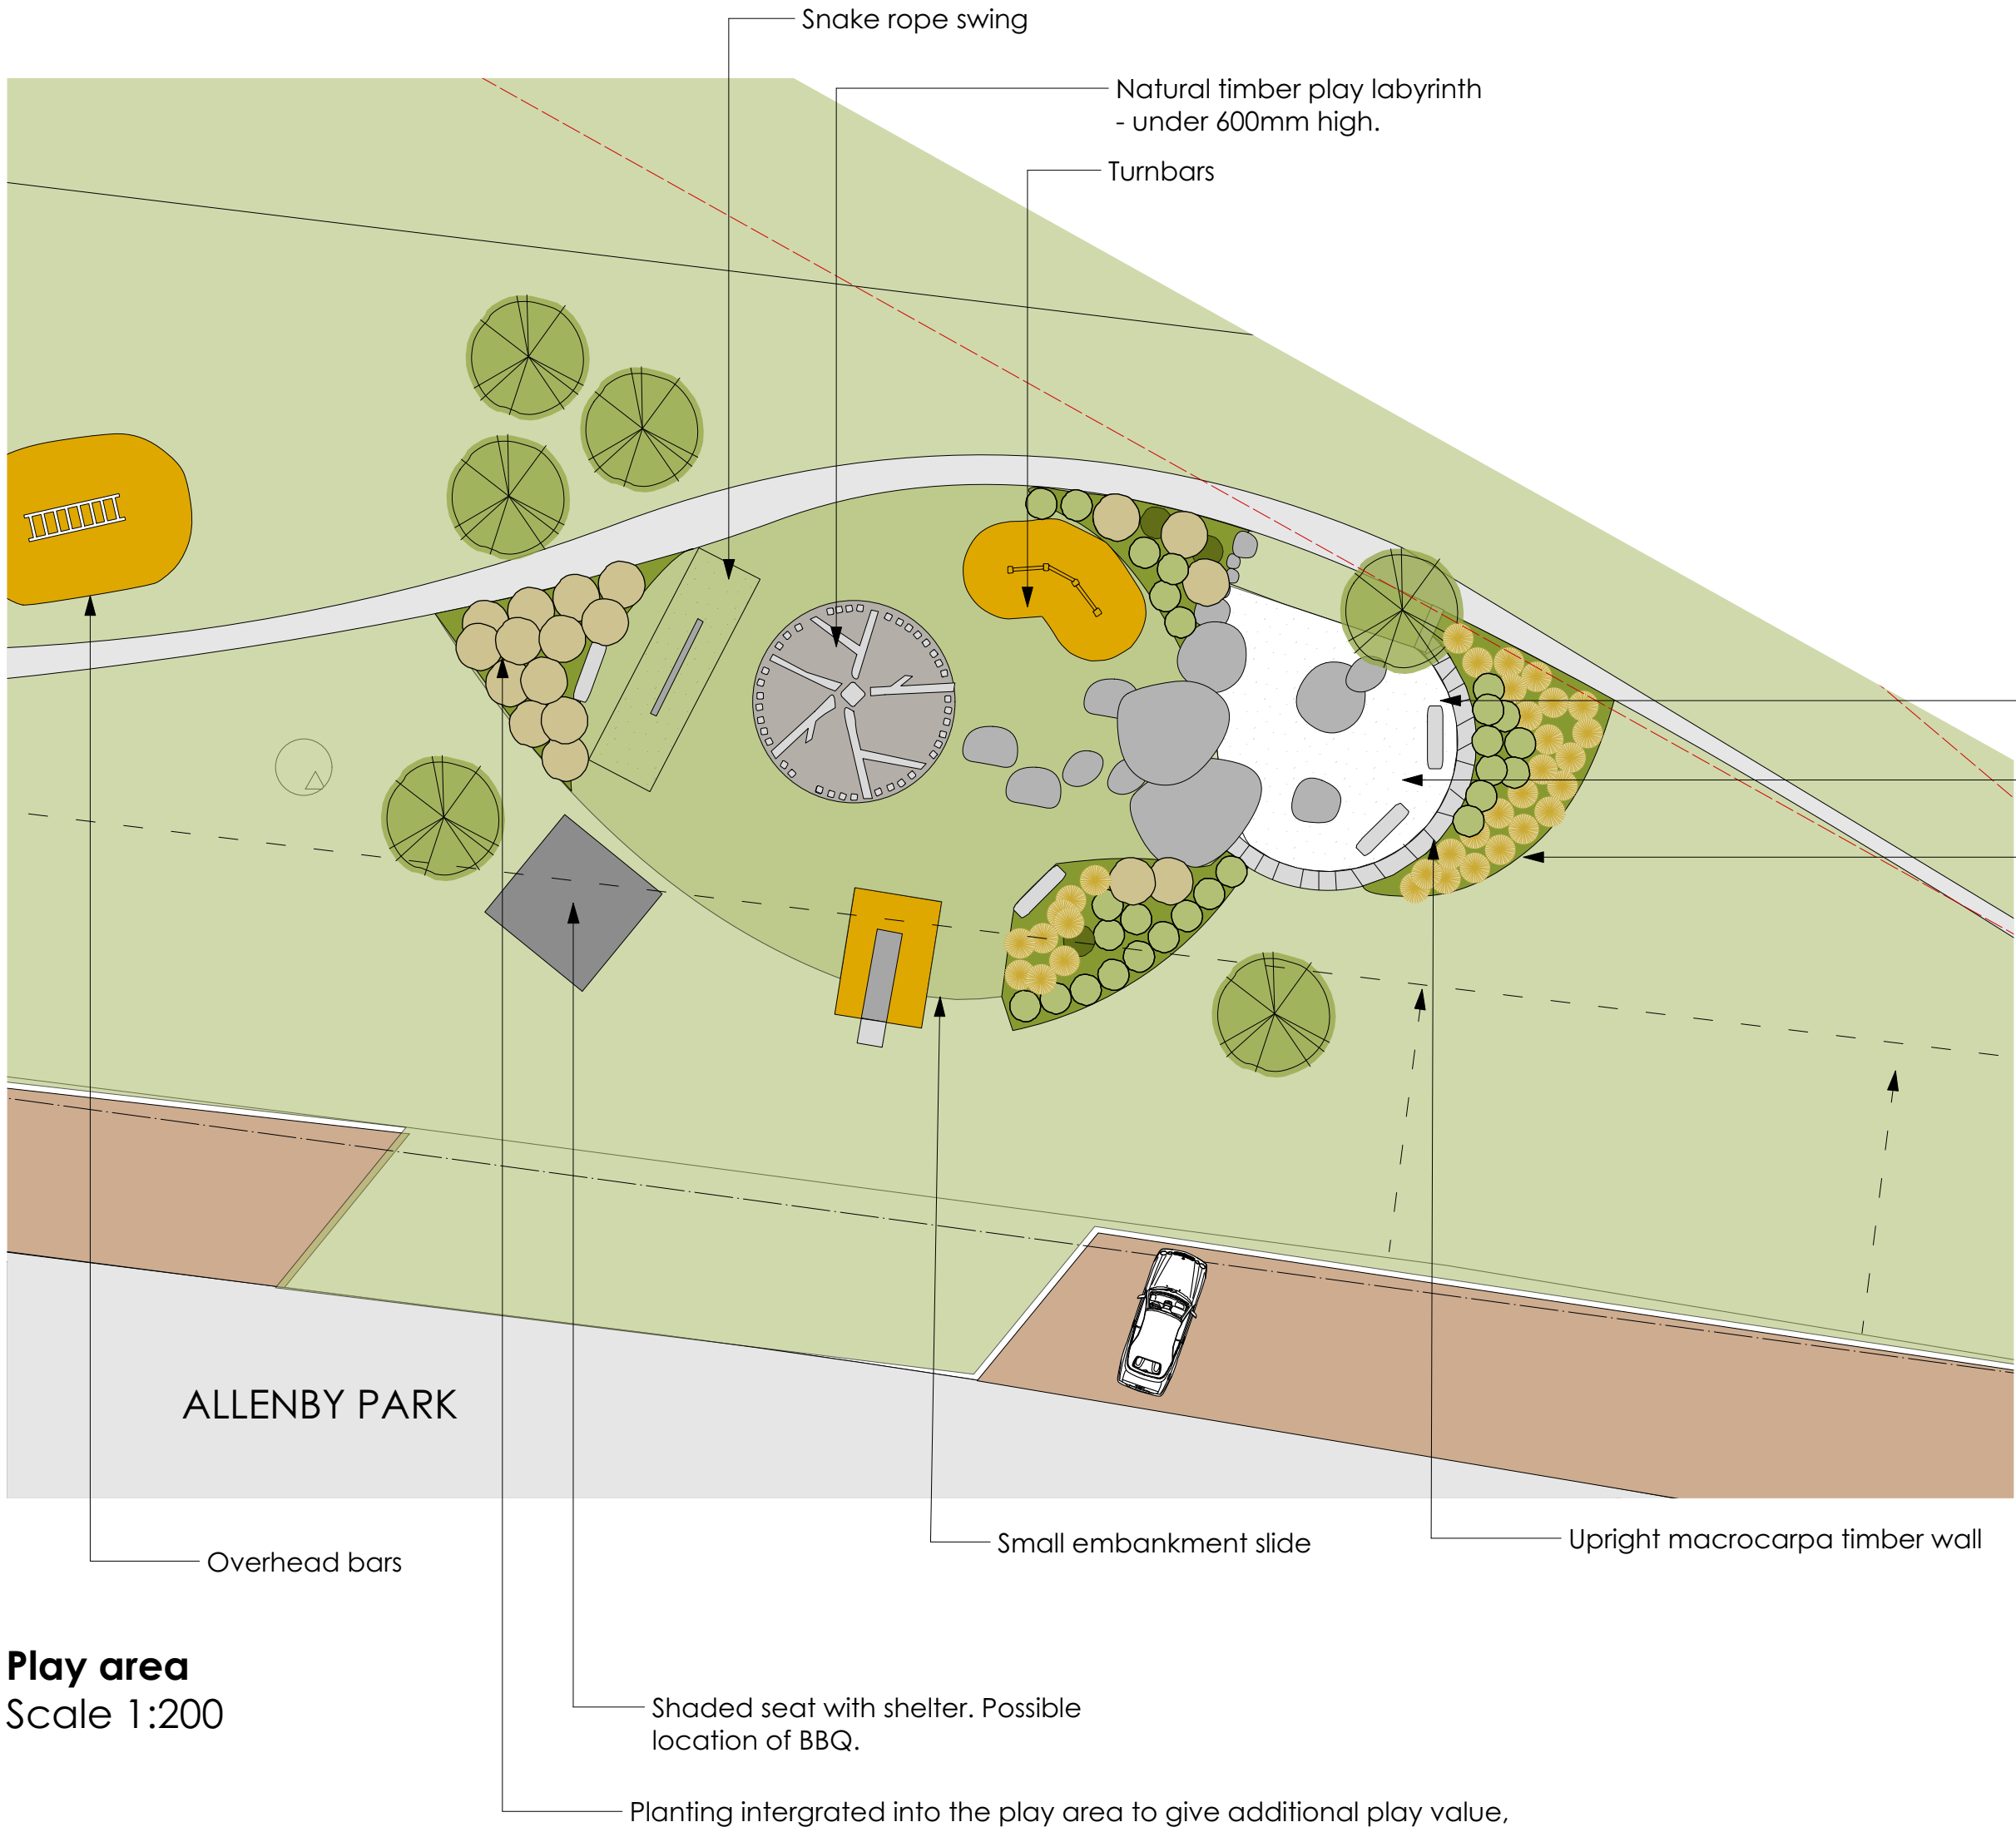 Snake rope swing
Natural timber play labyrinth
- under 600mm high.
Turnbars
ALLENBY PARK
Small embankment slide
Upright macrocarpa timber wall
Overhead bars
Play area
Scale 1:200
Shaded seat with shelter. Possible
location of BBQ.
Planting intergrated into the play area to give additional play value,